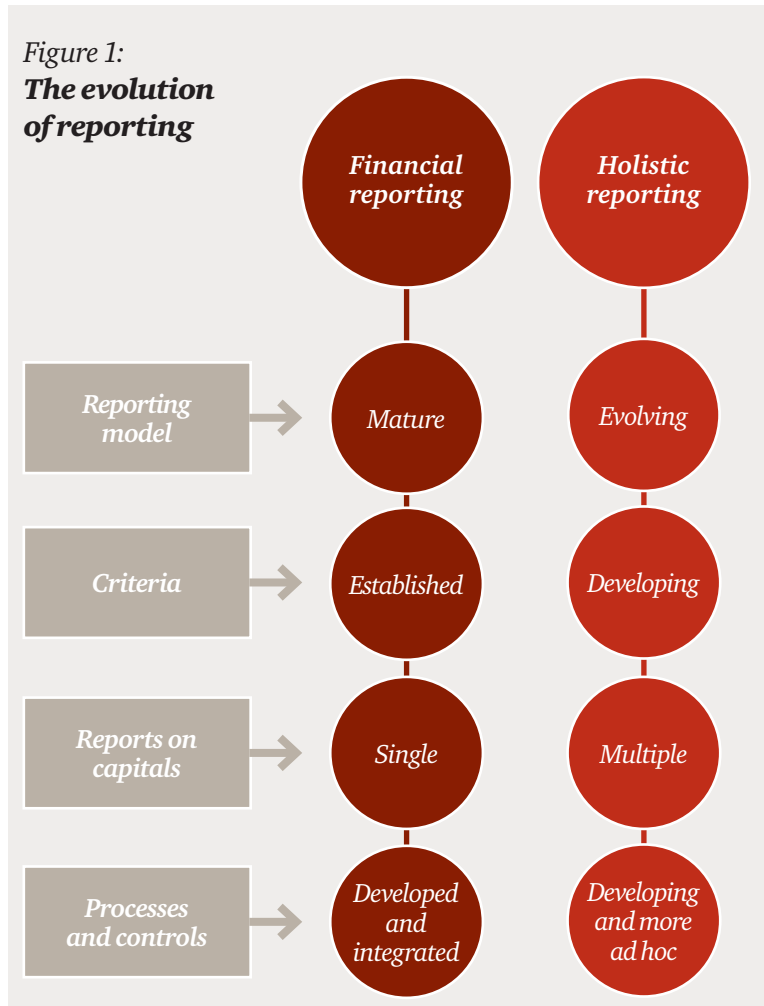 Figure 1:
The evolution
of reporting
Financial
reporting
Holistic
reporting
Reporting
model
Mature
Evolving
Criteria
Established
Developing
Reports on
capitals
Single
Multiple
Processes
and controls
Developed
and
integrated
Developing
and more
ad hoc